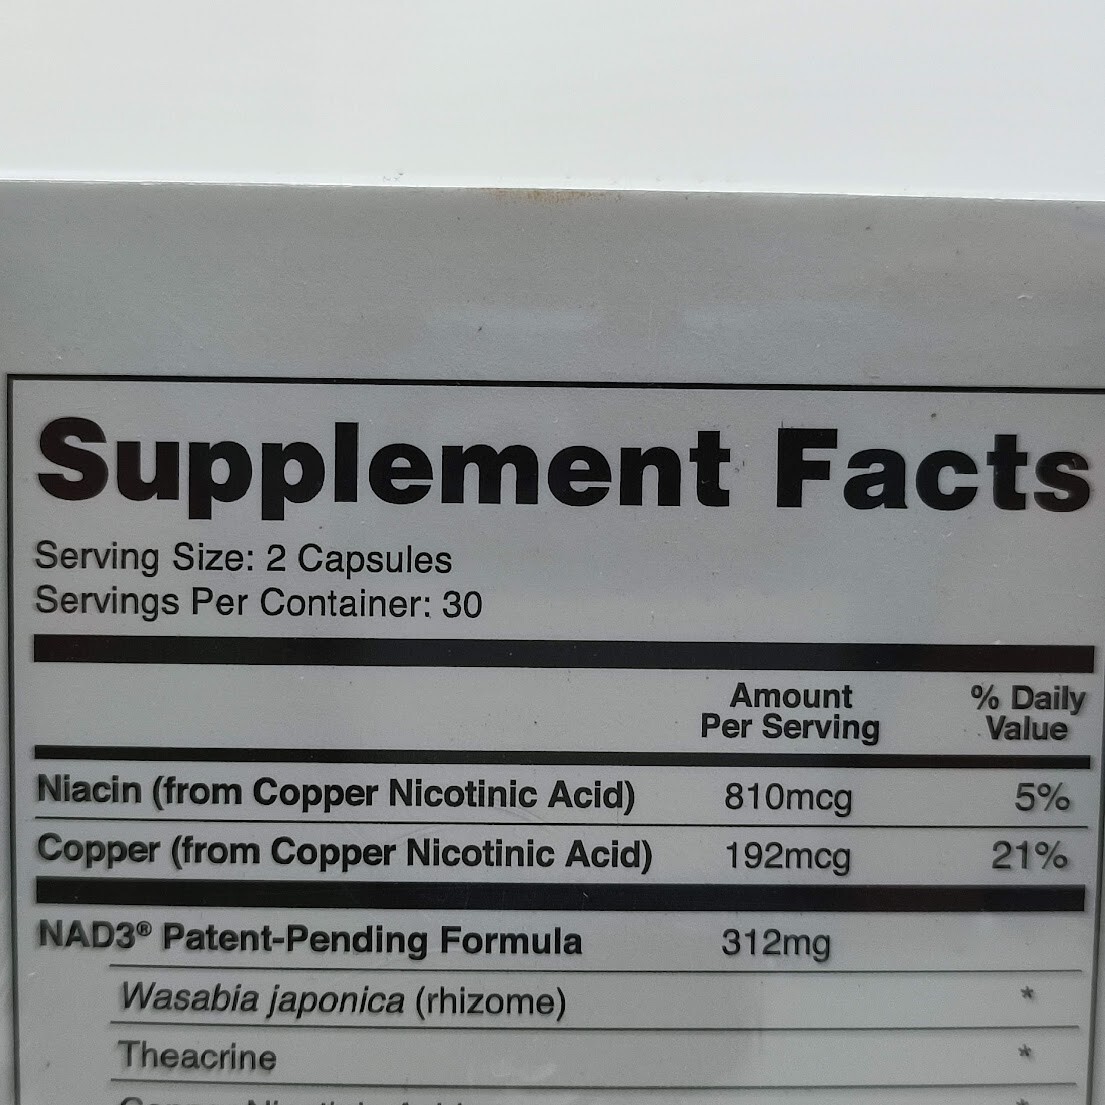 Supplement Facts
Serving Size: 2 Capsules
Servings Per Container: 30
Amount Per Serving
% Daily Value
Niacin (from Copper Nicotinic Acid) 810mcg 5%
Copper (from Copper Nicotinic Acid) 192mcg 21%
NAD3® Patent-Pending Formula 312mg
Wasabia japonica (rhizome) *
Theacrine *